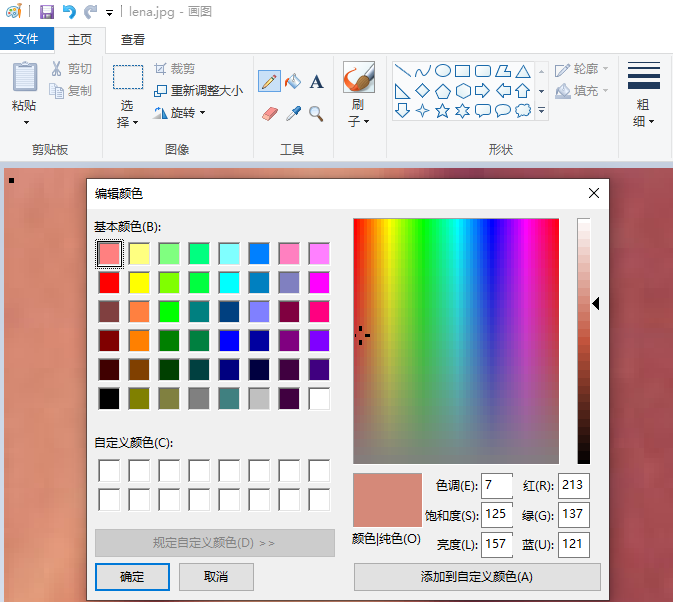 lena.jpg - 画图
文件 主页 查看
粘贴 剪切 复制
选择 裁剪 重新调整大小 旋转
A
刷子
轮廓 填充
粗细
剪贴板 图像 工具 形状
编辑颜色
基本颜色(B):
自定义颜色(C):
规定自定义颜色(D) >>
确定 取消
颜色|纯色(O)
色调(E): 7 红(R): 213
饱和度(S): 125 绿(G): 137
亮度(L): 157 蓝(U): 121
添加到自定义颜色(A)